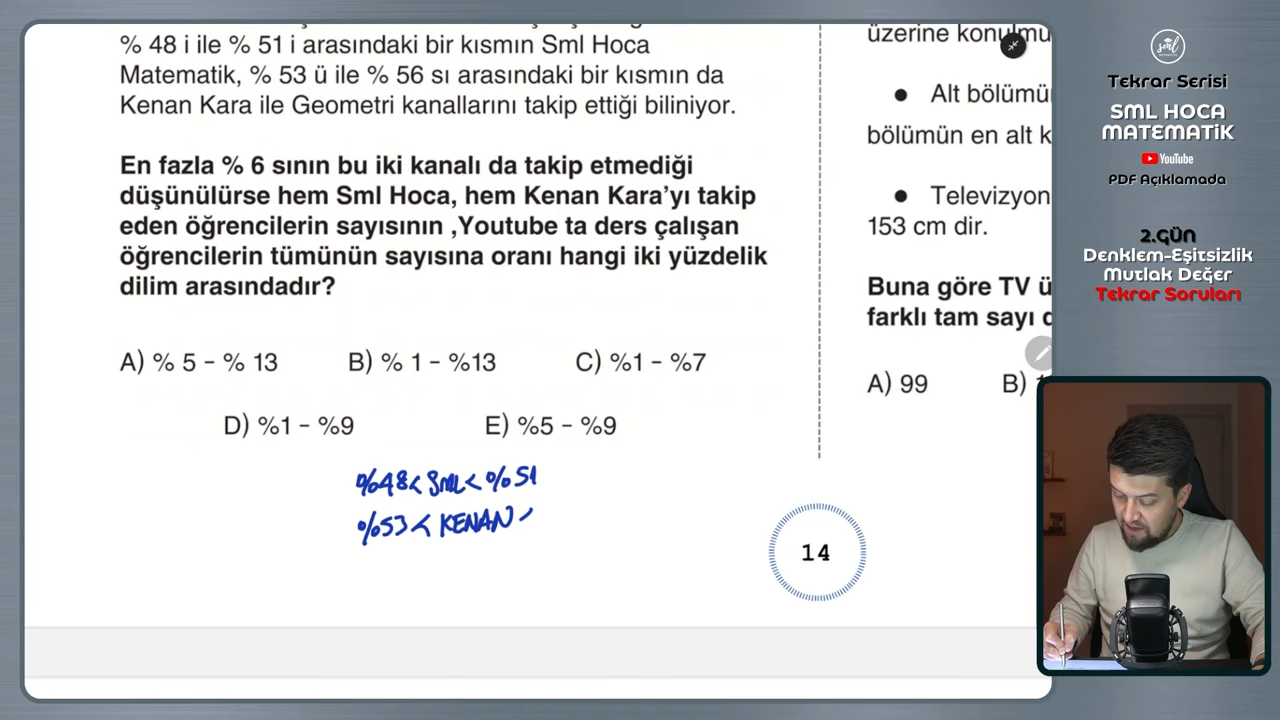 % 48 i ile % 51 i arasındaki bir kısmın Sml Hoca
Matematik, % 53 ü ile % 56 sı arasındaki bir kısmın da
Kenan Kara ile Geometri kanallarını takip ettiği biliniyor.
En fazla % 6 sının bu iki kanalı da takip etmediği
düşünülürse hem Sml Hoca, hem Kenan Kara’yı takip
eden öğrencilerin sayısının ,Youtube ta ders çalışan
öğrencilerin tümünün sayısına oranı hangi iki yüzdelik
dilim arasındadır?
A) % 5 - % 13 B) % 1 - %13 C) %1 - %7
D) %1 - %9 E) %5 - %9
%48 < SML < %51
%53 < KENAN
14
üzerine konulmu
● Alt bölümü
bölümün en alt k
● Televizyon
153 cm dir.
Buna göre TV ü
farklı tam sayı d
A) 99 B)
sml
Tekrar Serisi
SML HOCA
MATEMATİK
YouTube
PDF Açıklamada
2.GÜN
Denklem-Eşitsizlik
Mutlak Değer
Tekrar Soruları